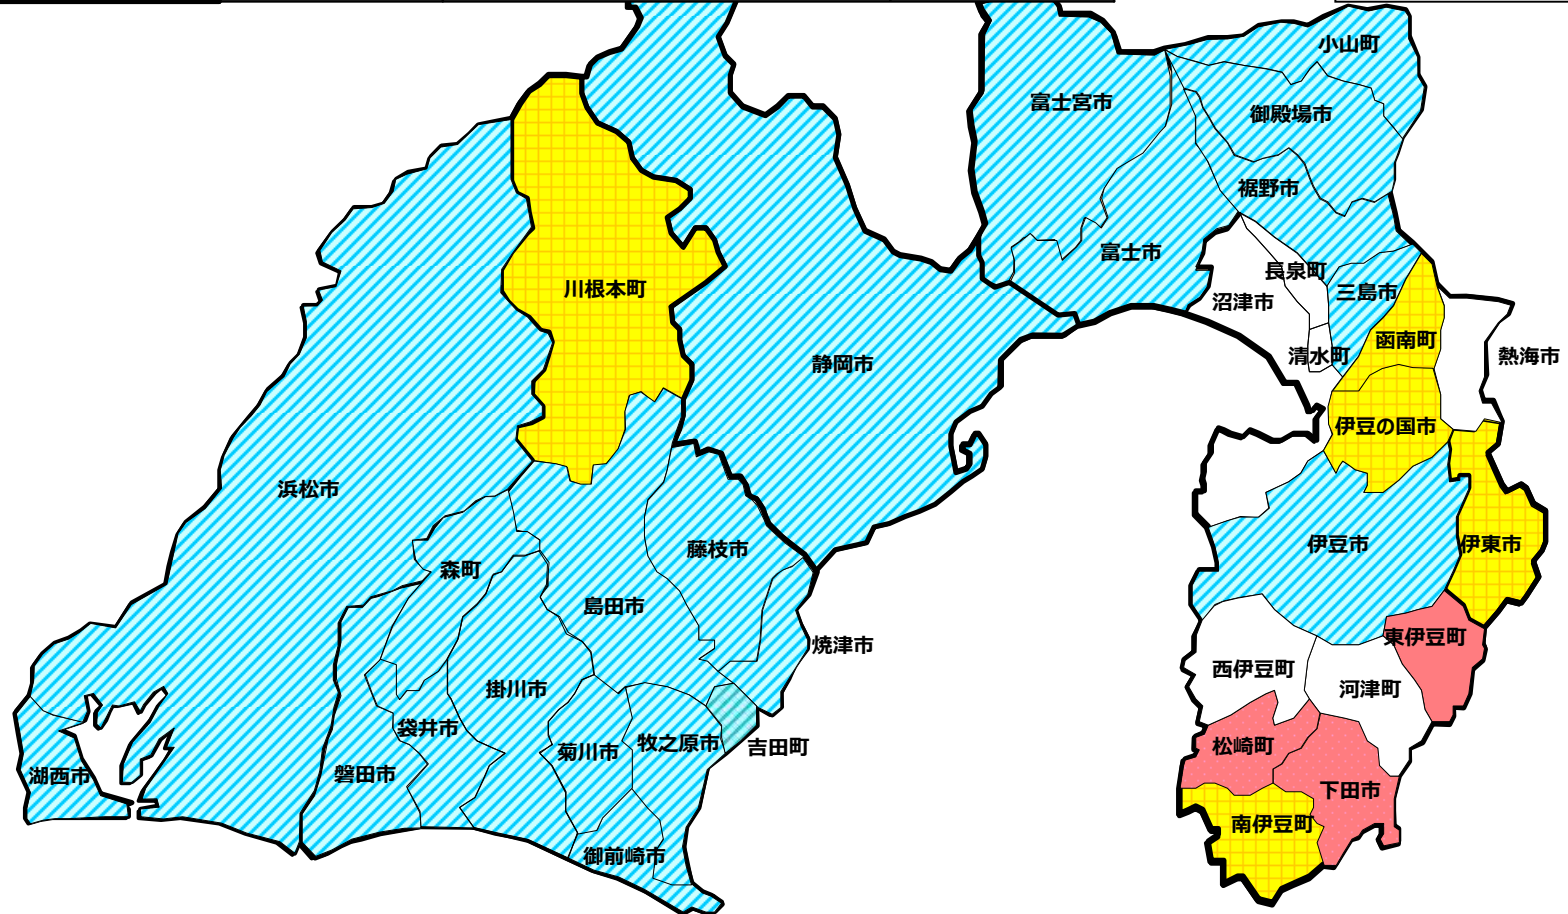 小山町
富士宮市
御殿場市
裾野市
富士市
長泉町
川根本町
三島市
沼津市
函南町
清水町
熱海市
静岡市
伊豆の国市
浜松市
藤枝市
伊豆市
伊東市
森町
島田市
東伊豆町
焼津市
西伊豆町
掛川市
河津町
袋井市
牧之原市
吉田町
松崎町
菊川市
湖西市
磐田市
下田市
南伊豆町
御前崎市